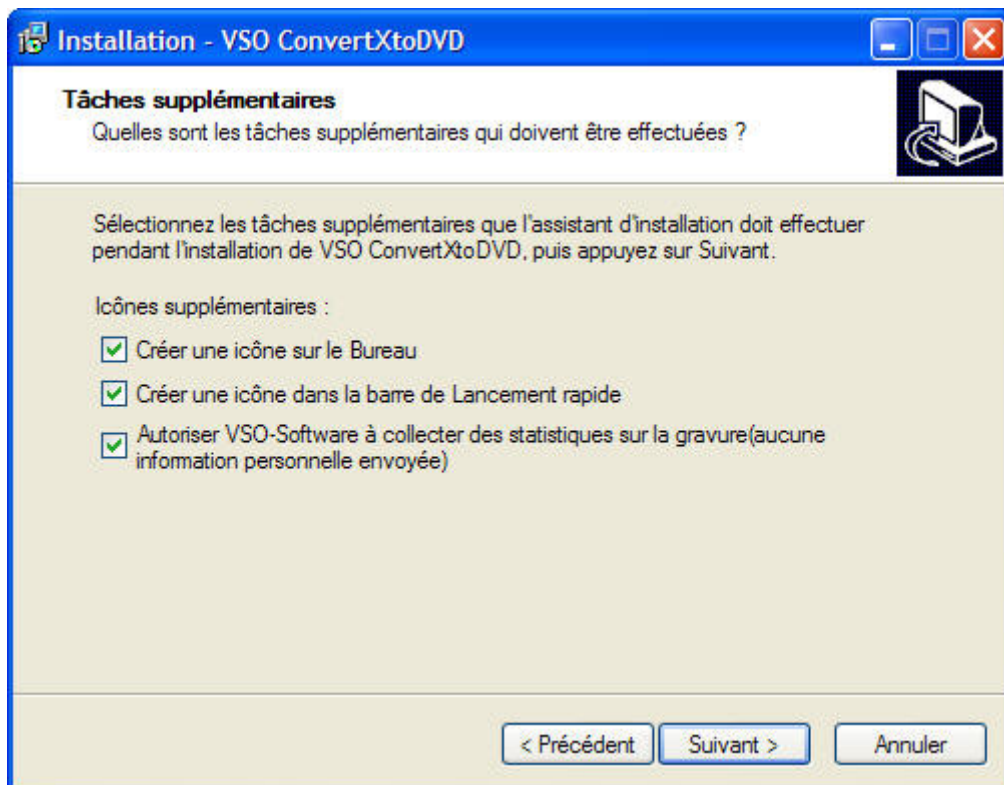 Installation - VSO ConvertXtoDVD
Tâches supplémentaires
Quelles sont les tâches supplémentaires qui doivent être effectuées ?
Sélectionnez les tâches supplémentaires que l'assistant d'installation doit effectuer
pendant l'installation de VSO ConvertXtoDVD, puis appuyez sur Suivant.
Icônes supplémentaires :
Créer une icône sur le Bureau
Créer une icône dans la barre de Lancement rapide
Autoriser VSO-Software à collecter des statistiques sur la gravure(aucune
information personnelle envoyée)
< Précédent
Suivant >
Annuler